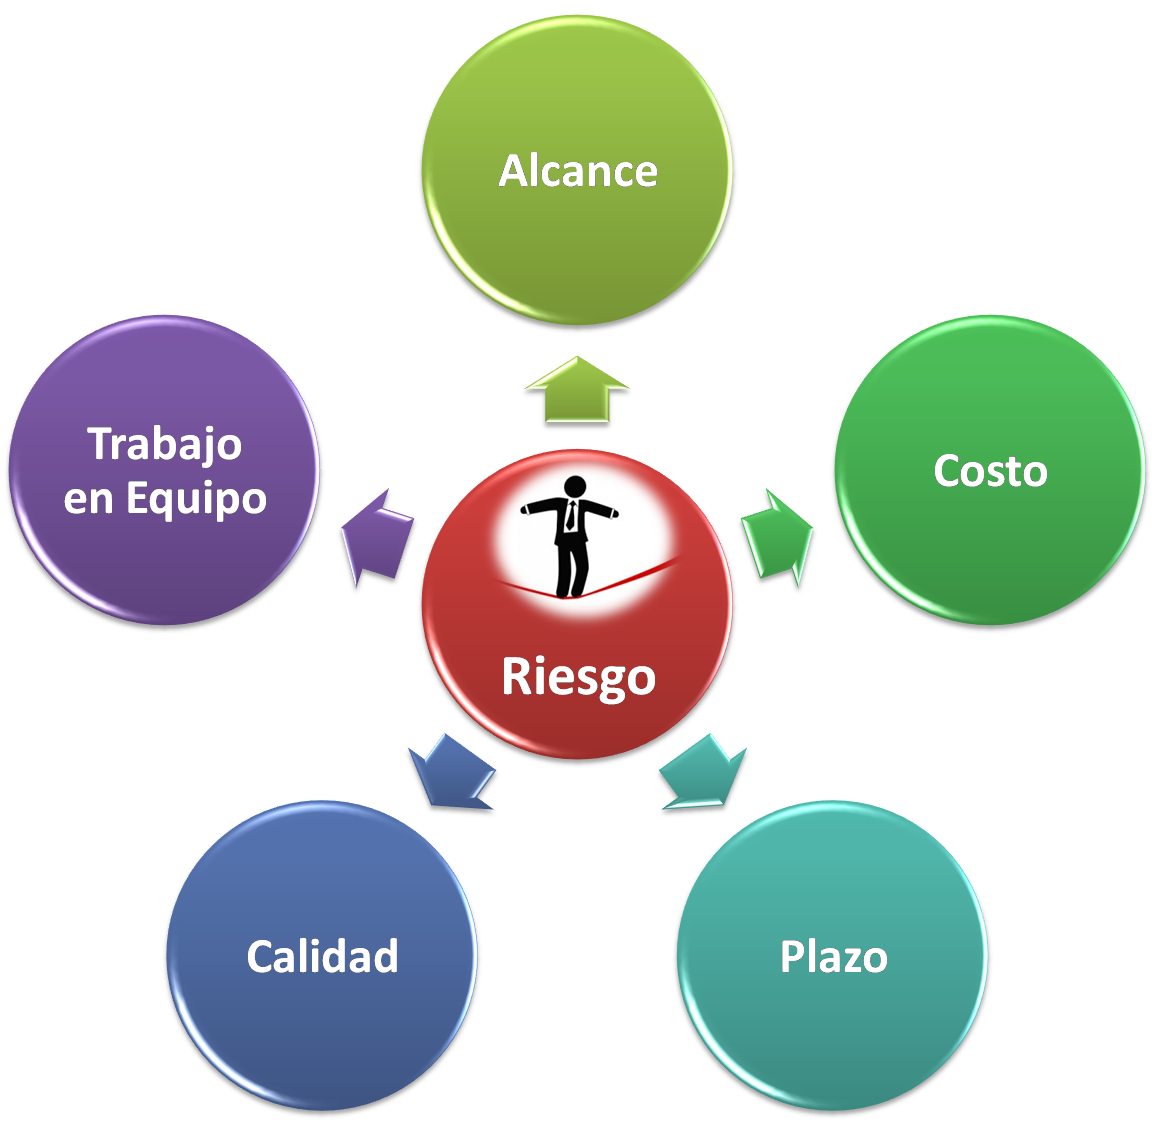 Alcance
Trabajo
en Equipo
Costo
Riesgo
Calidad
Plazo